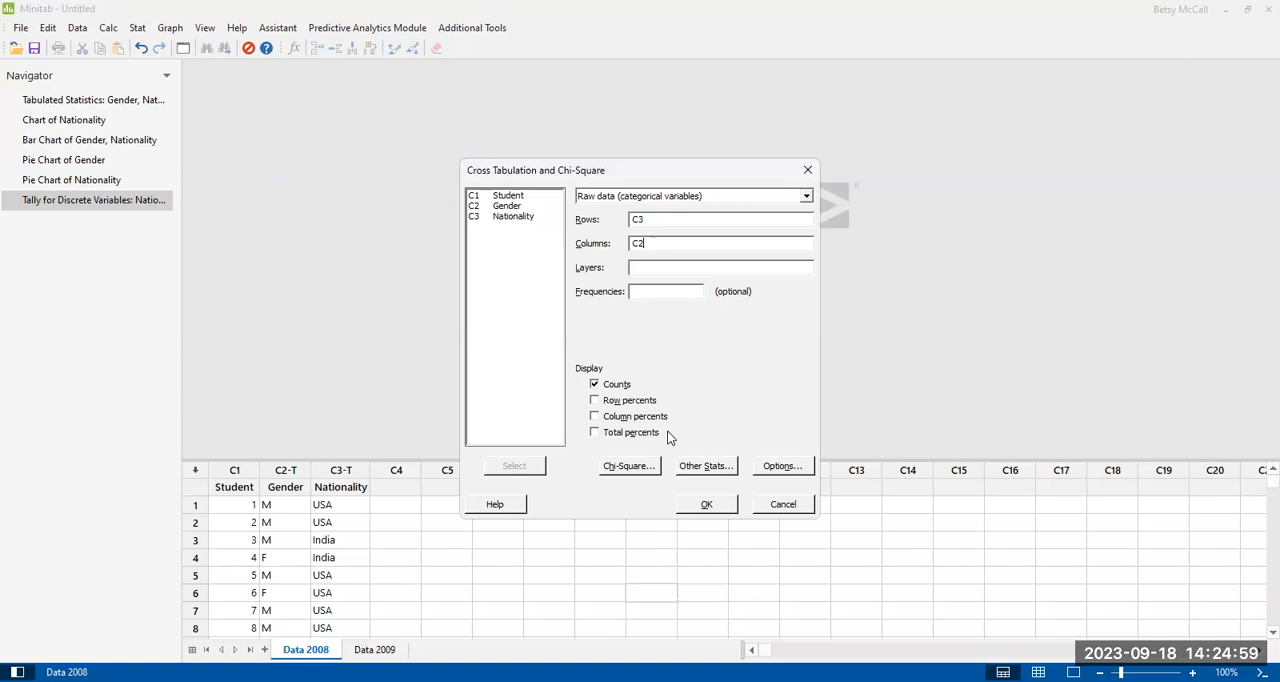 Minitab - Untitled
Betsy McCall
File Edit Data Calc Stat Graph View Help Assistant Predictive Analytics Module Additional Tools
Navigator
Tabulated Statistics: Gender, Nat...
Chart of Nationality
Bar Chart of Gender, Nationality
Pie Chart of Gender
Pie Chart of Nationality
Tally for Discrete Variables: Natio...
Cross Tabulation and Chi-Square
C1 Student
C2 Gender
C3 Nationality
Raw data (categorical variables)
Rows: C3
Columns: C2
Layers:
Frequencies: (optional)
Display
Counts
Row percents
Column percents
Total percents
Select Chi-Square... Other Stats... Options...
Help OK Cancel
C1 C2-T C3-T C4 C5 C13 C14 C15 C16 C17 C18 C19 C20
Student Gender Nationality
1 1 M USA
2 2 M USA
3 3 M India
4 4 F India
5 5 M USA
6 6 F USA
7 7 M USA
8 8 M USA
Data 2008 Data 2009
2023-09-18 14:24:59
Data 2008 100%